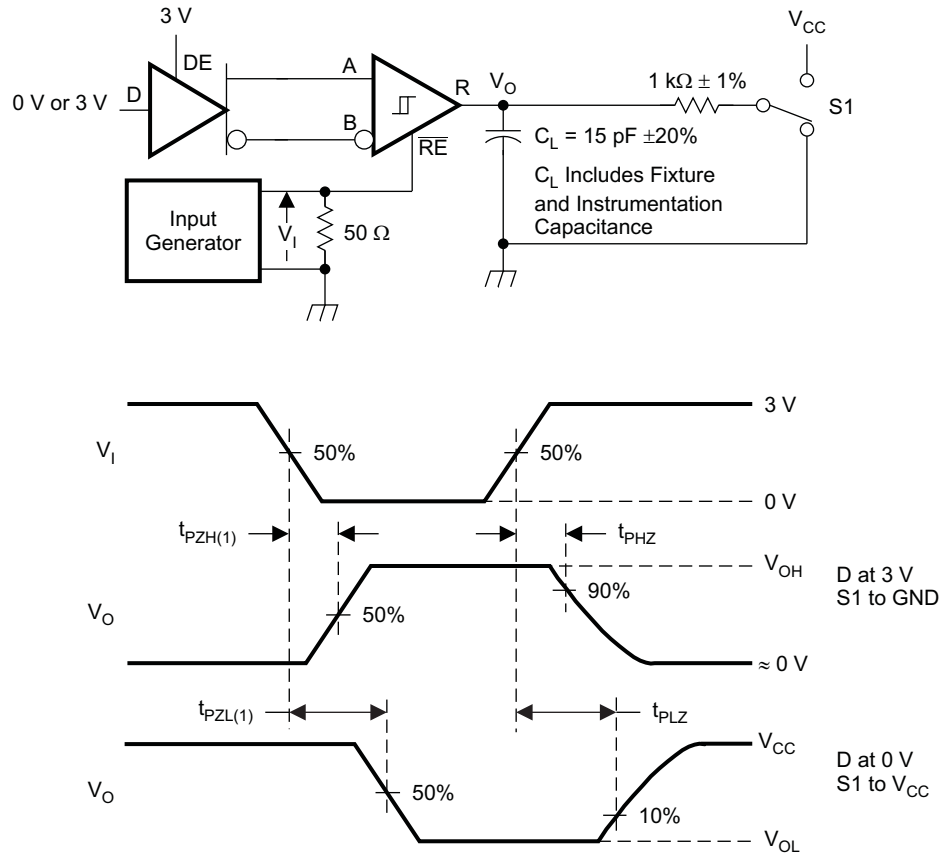 3 V
V_CC
DE
A
V_O
1 kΩ ± 1%
D
R
S1
0 V or 3 V
B
C_L = 15 pF ±20%
RE
C_L Includes Fixture
and Instrumentation
Capacitance
Input
Generator
V_I
50 Ω
3 V
V_I
50%
50%
0 V
t_PZH(1)
t_PHZ
V_OH
D at 3 V
S1 to GND
90%
V_O
50%
≈ 0 V
t_PZL(1)
t_PLZ
V_CC
D at 0 V
S1 to V_CC
V_O
50%
10%
V_OL